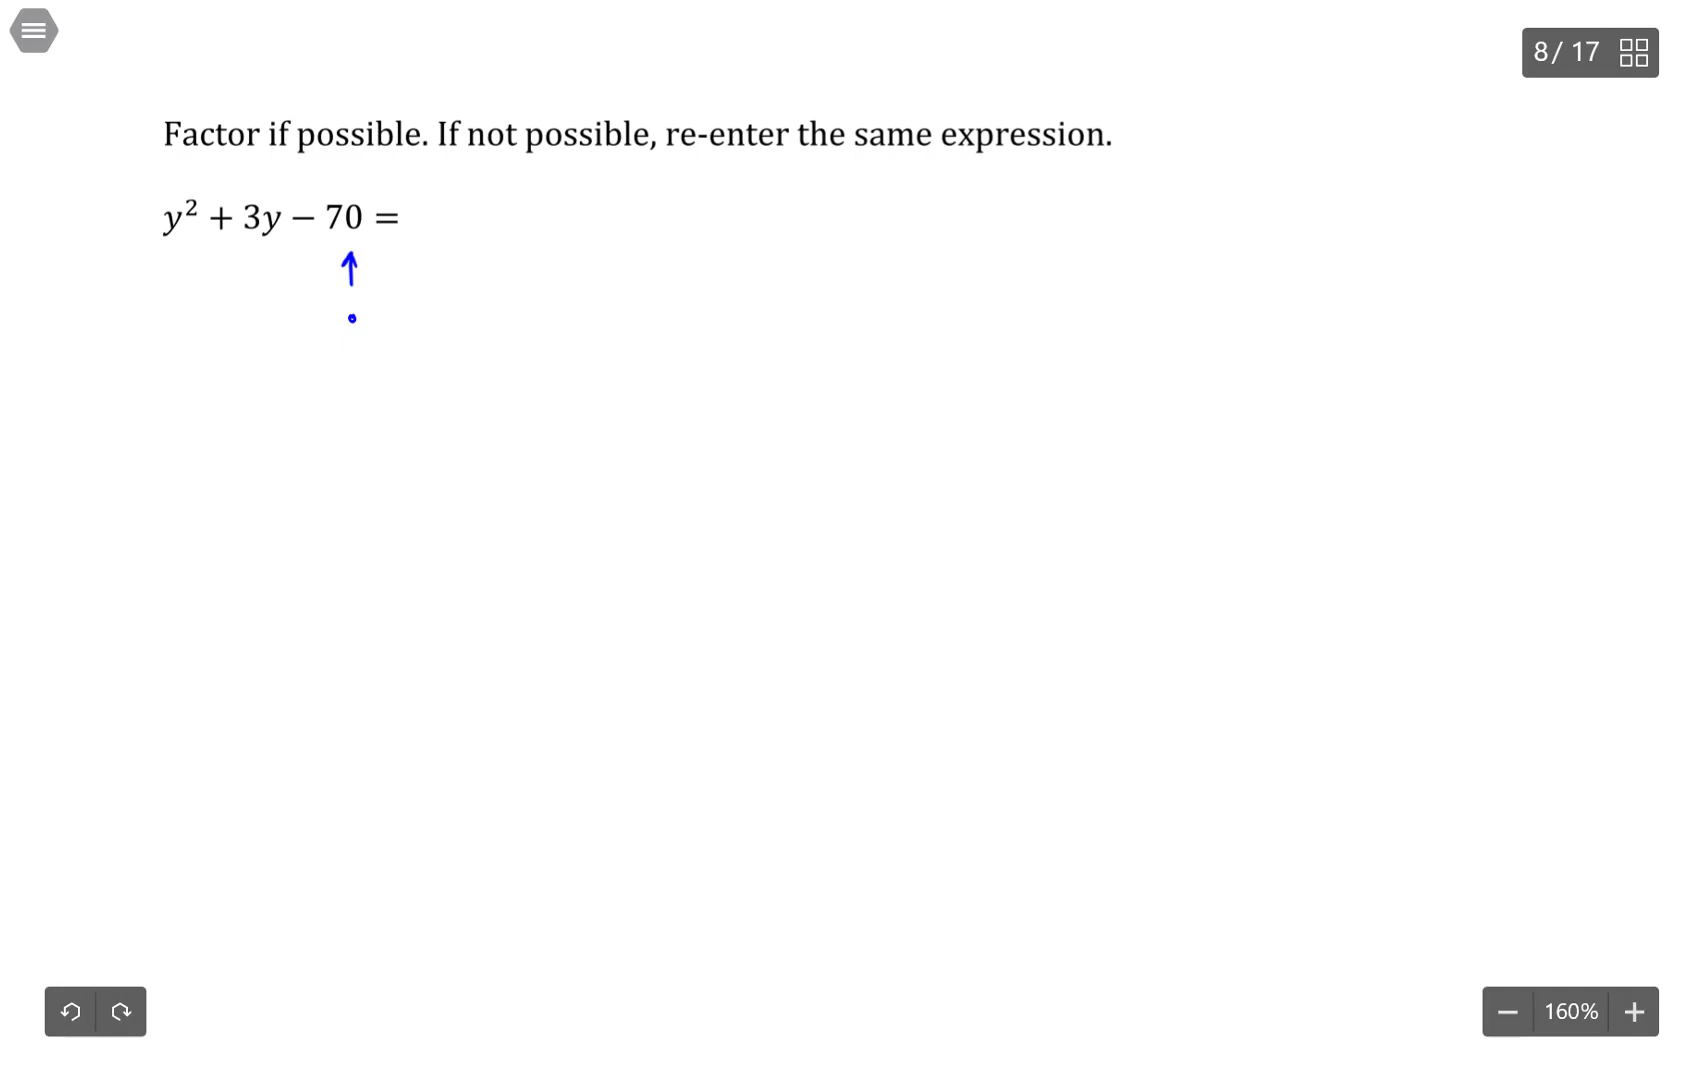 8/ 17
Factor if possible. If not possible, re-enter the same expression.
y² + 3y − 70 =
160%